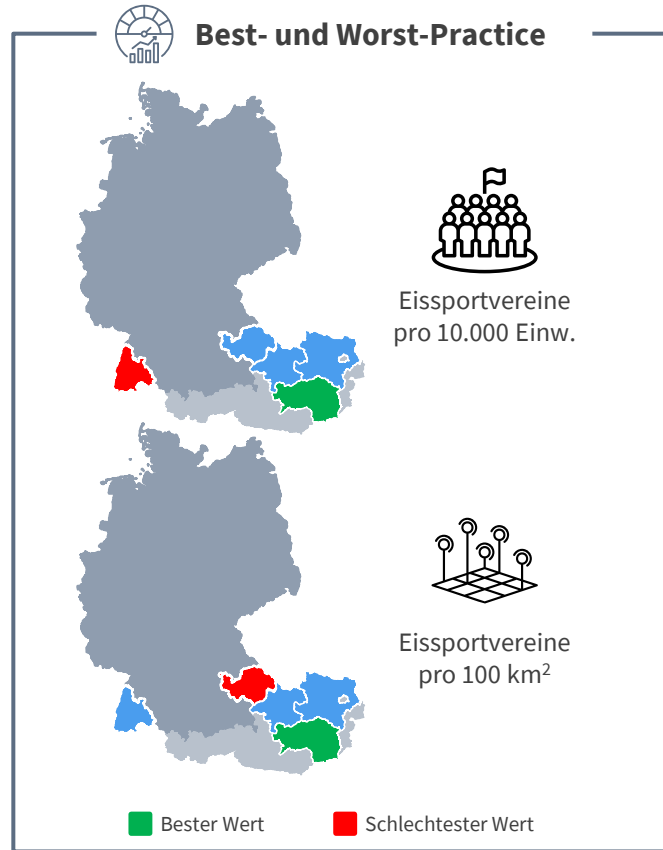 Best- und Worst-Practice
Eissportvereine
pro 10.000 Einw.
Eissportvereine
pro 100 km²
Bester Wert
Schlechtester Wert